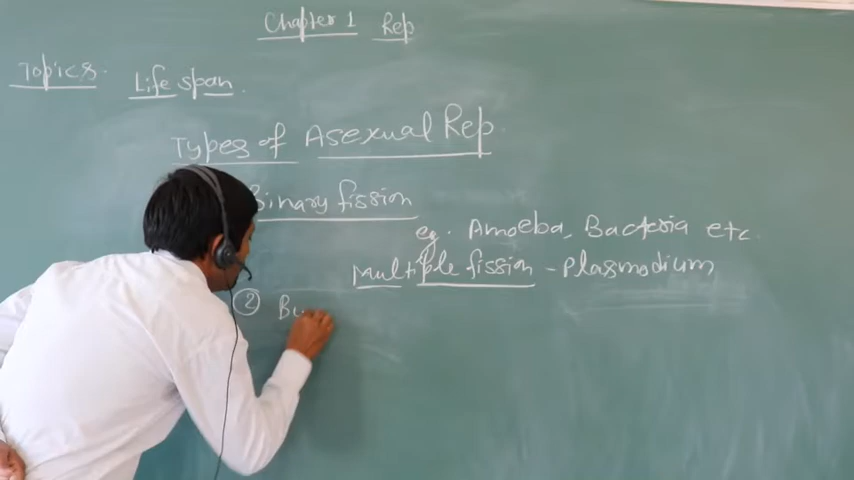 Chapter 1 Rep
Topics Life span.
Types of Asexual Rep
Binary fission
eg. Amoeba, Bacteria etc.
Multiple fission - Plasmodium
② Bu